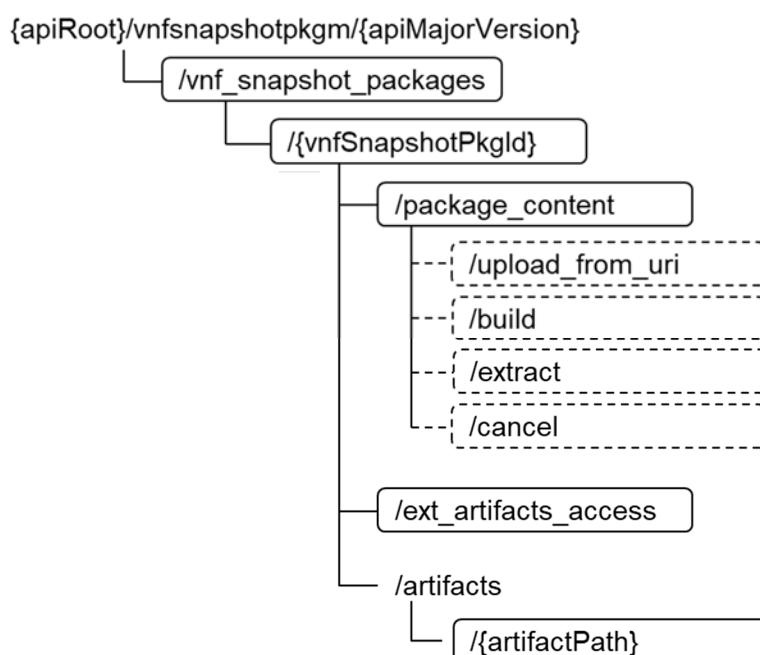 {apiRoot}/vnfsnapshotpkgm/{apiMajorVersion}
/vnf_snapshot_packages
/{vnfSnapshotPkgId}
/package_content
/upload_from_uri
/build
/extract
/cancel
/ext_artifacts_access
/artifacts
/{artifactPath}